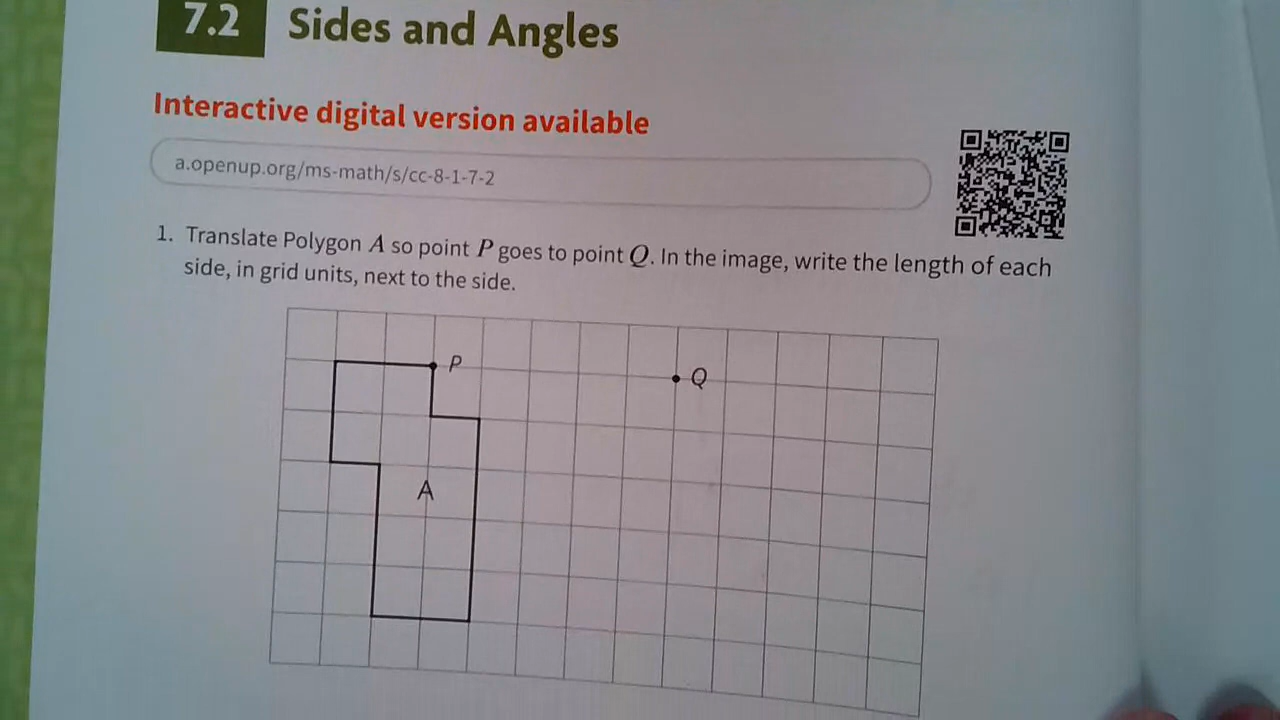 7.2 Sides and Angles
Interactive digital version available
a.openup.org/ms-math/s/cc-8-1-7-2
1. Translate Polygon A so point P goes to point Q. In the image, write the length of each
side, in grid units, next to the side.
P
Q
A